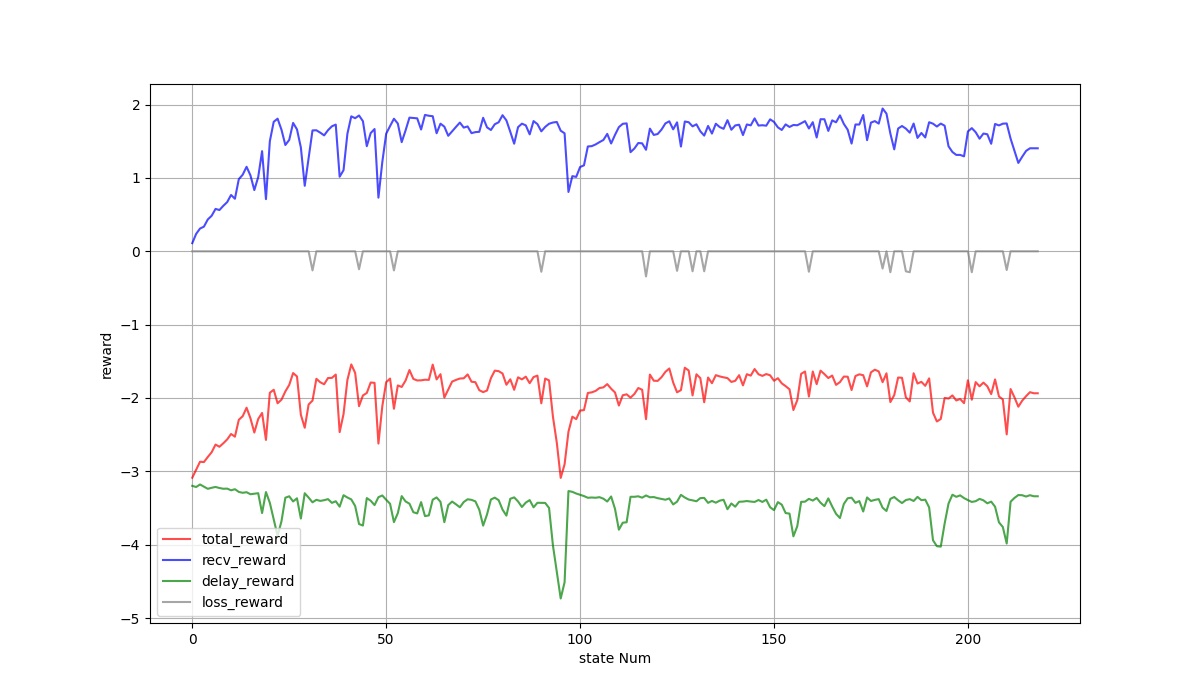 2
1
0
−1
−2
−3
−4
−5
reward
0
50
100
150
200
state Num
total_reward
recv_reward
delay_reward
loss_reward